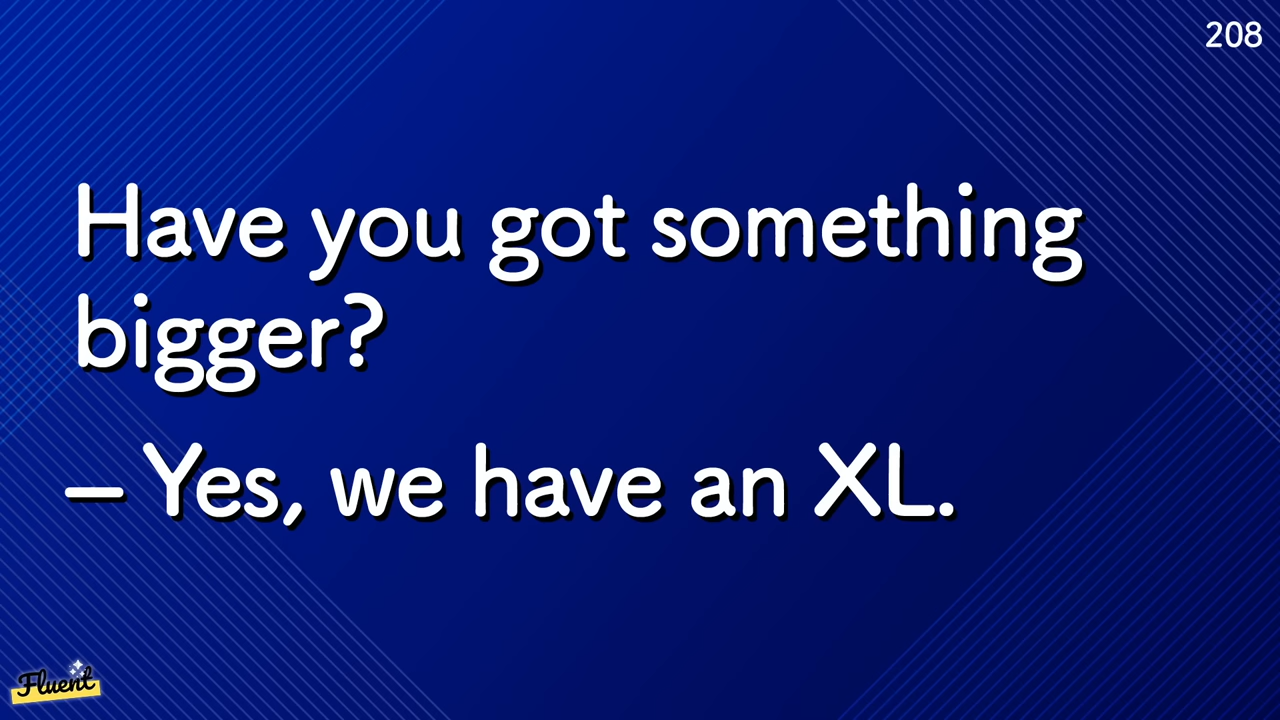 208
Have you got something
bigger?
– Yes, we have an XL.
Fluent